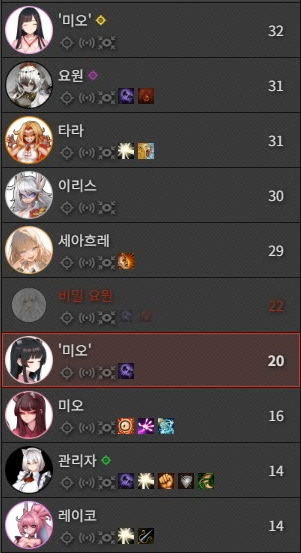 '미오' 32
요원 31
타라 31
이리스 30
세아흐레 29
비밀 요원 22
'미오' 20
미오 16
관리자 14
레이코 14